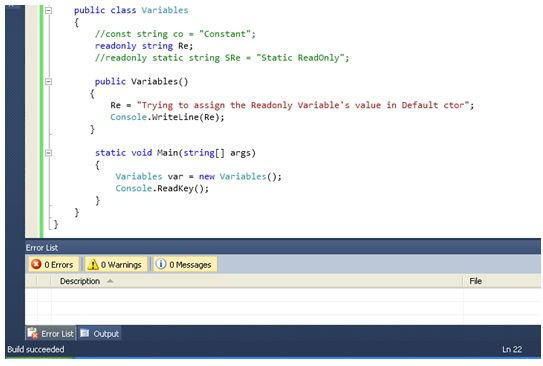 public class Variables
{
//const string co = "Constant";
readonly string Re;
//readonly static string SRe = "Static ReadOnly";
public Variables()
{
Re = "Trying to assign the Readonly Variable's value in Default ctor";
Console.WriteLine(Re);
}
static void Main(string[] args)
{
Variables var = new Variables();
Console.ReadKey();
}
}
}
Error List
0 Errors 0 Warnings 0 Messages
Description File
Error List Output
Build succeeded Ln 22